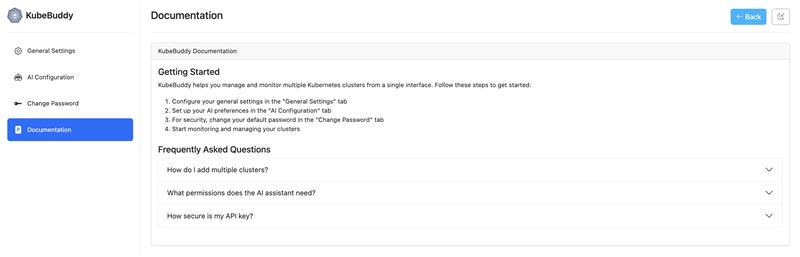 KubeBuddy
Documentation
← Back
General Settings
AI Configuration
Change Password
Documentation
KubeBuddy Documentation
Getting Started
KubeBuddy helps you manage and monitor multiple Kubernetes clusters from a single interface. Follow these steps to get started:
1. Configure your general settings in the "General Settings" tab
2. Set up your AI preferences in the "AI Configuration" tab
3. For security, change your default password in the "Change Password" tab
4. Start monitoring and managing your clusters
Frequently Asked Questions
How do I add multiple clusters?
What permissions does the AI assistant need?
How secure is my API key?